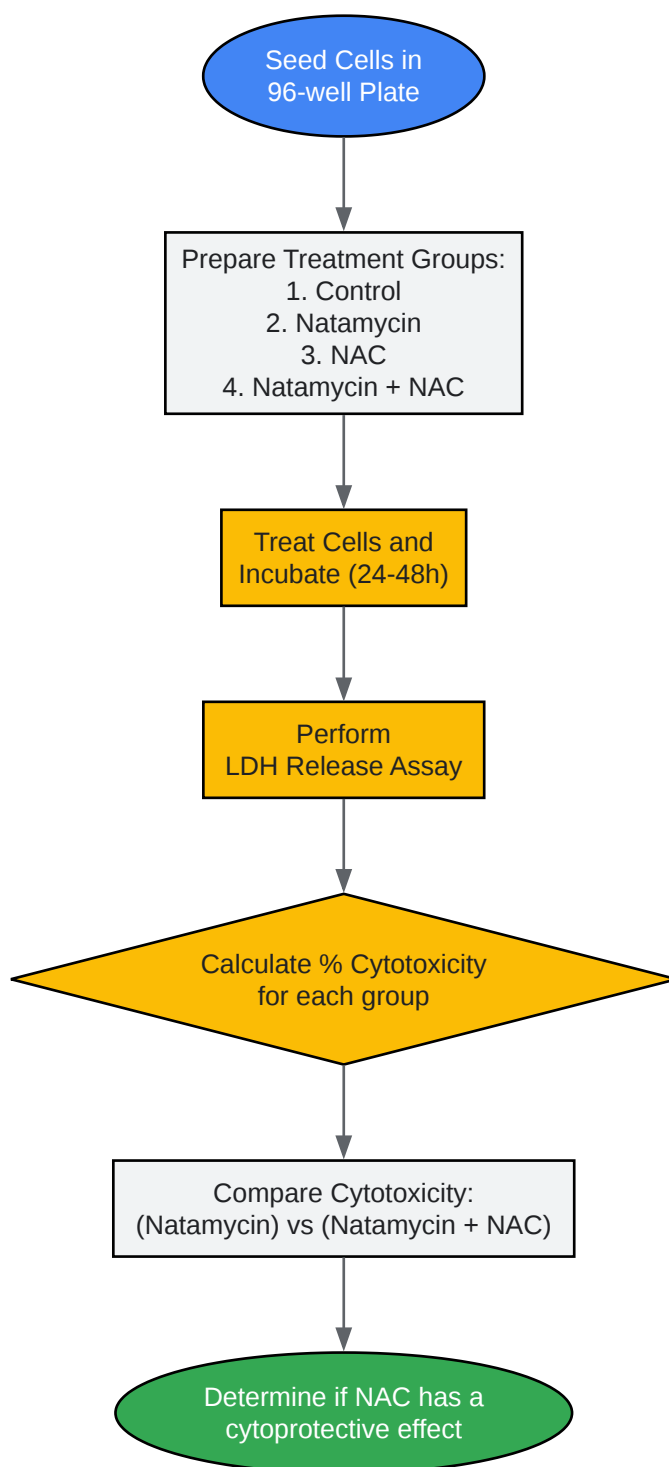 Seed Cells in
96-well Plate
Prepare Treatment Groups:
1. Control
2. Natamycin
3. NAC
4. Natamycin + NAC
Treat Cells and
Incubate (24-48h)
Perform
LDH Release Assay
Calculate % Cytotoxicity
for each group
Compare Cytotoxicity:
(Natamycin) vs (Natamycin + NAC)
Determine if NAC has a
cytoprotective effect